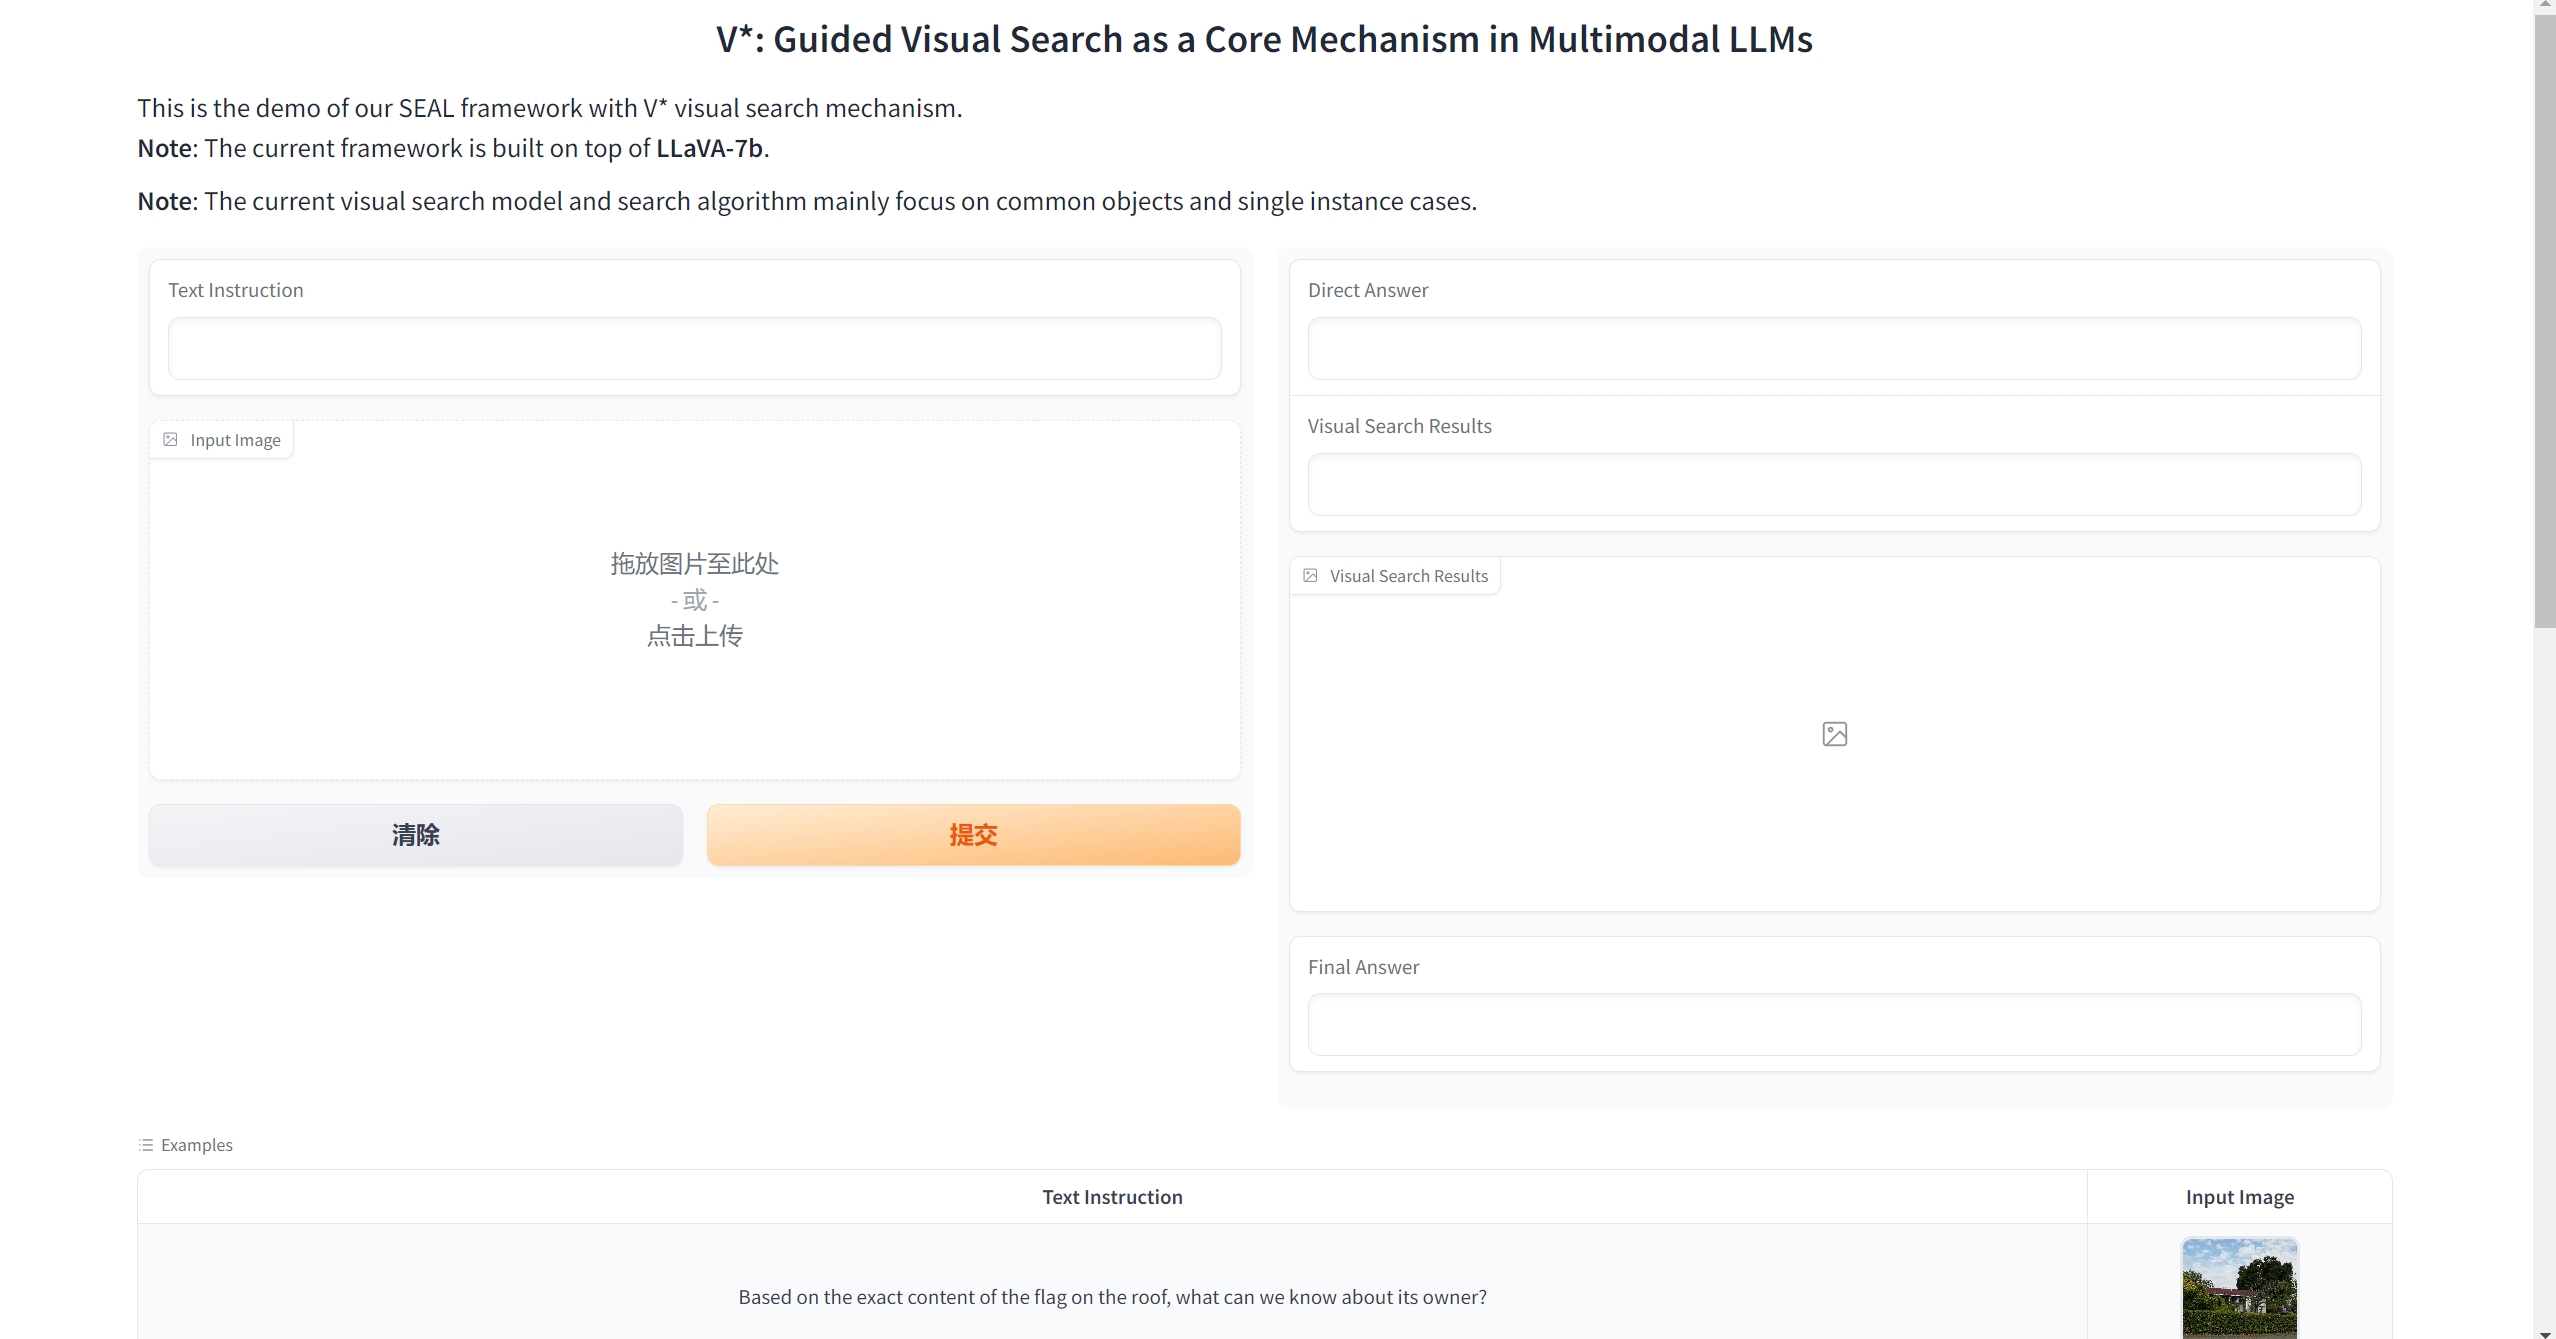 V*: Guided Visual Search as a Core Mechanism in Multimodal LLMs
This is the demo of our SEAL framework with V* visual search mechanism.
Note: The current framework is built on top of LLaVA-7b.
Note: The current visual search model and search algorithm mainly focus on common objects and single instance cases.
Text Instruction
Input Image
拖放图片至此处
- 或 -
点击上传
清除
提交
Direct Answer
Visual Search Results
Visual Search Results
Final Answer
Examples
Text Instruction
Input Image
Based on the exact content of the flag on the roof, what can we know about its owner?